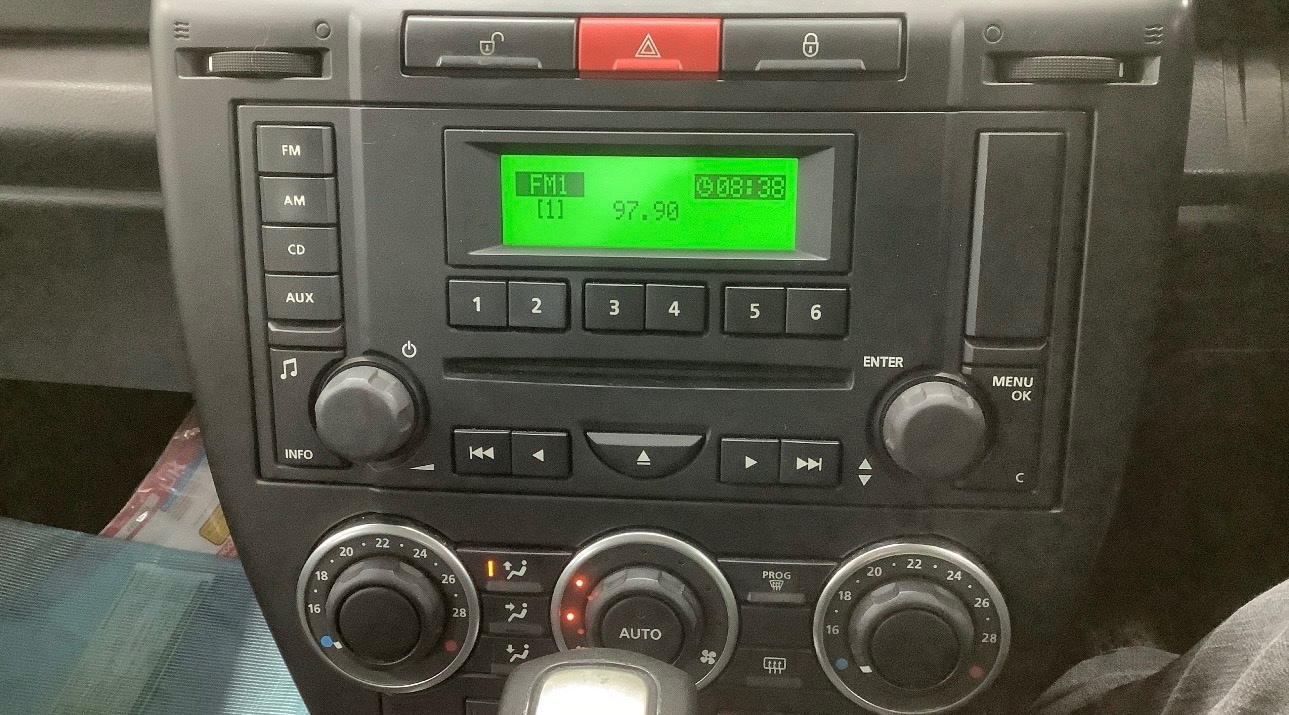 FM
AM
CD
AUX
INFO
FM1 08:38
[1] 97.90
1 2 3 4 5 6
ENTER
MENU
OK
C
16 18 20 22 24 26 28
AUTO
PROG
16 18 20 22 24 26 28